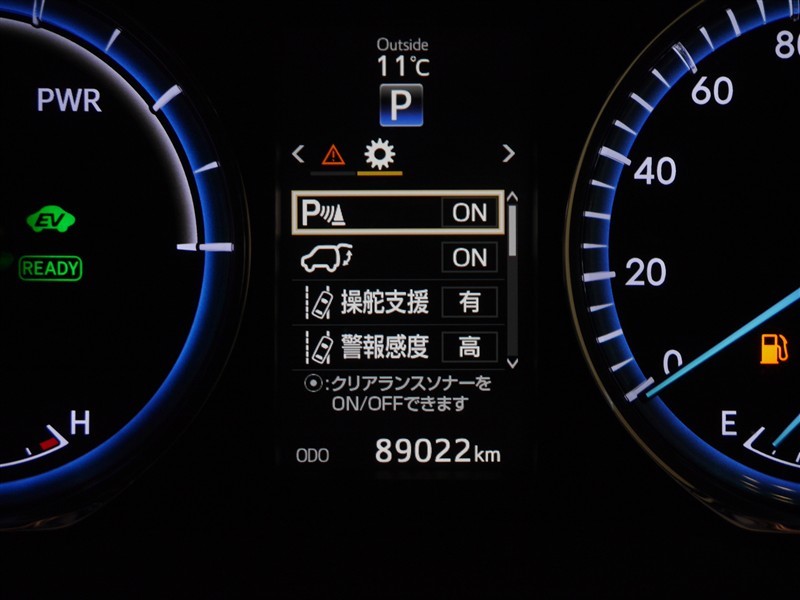 Outside
11℃
P
PWR
80
60
40
20
0
EV
READY
P ON
ON
操舵支援 有
警報感度 高
⦿:クリアランスソナーを
ON/OFFできます
H
E
ODO 89022km